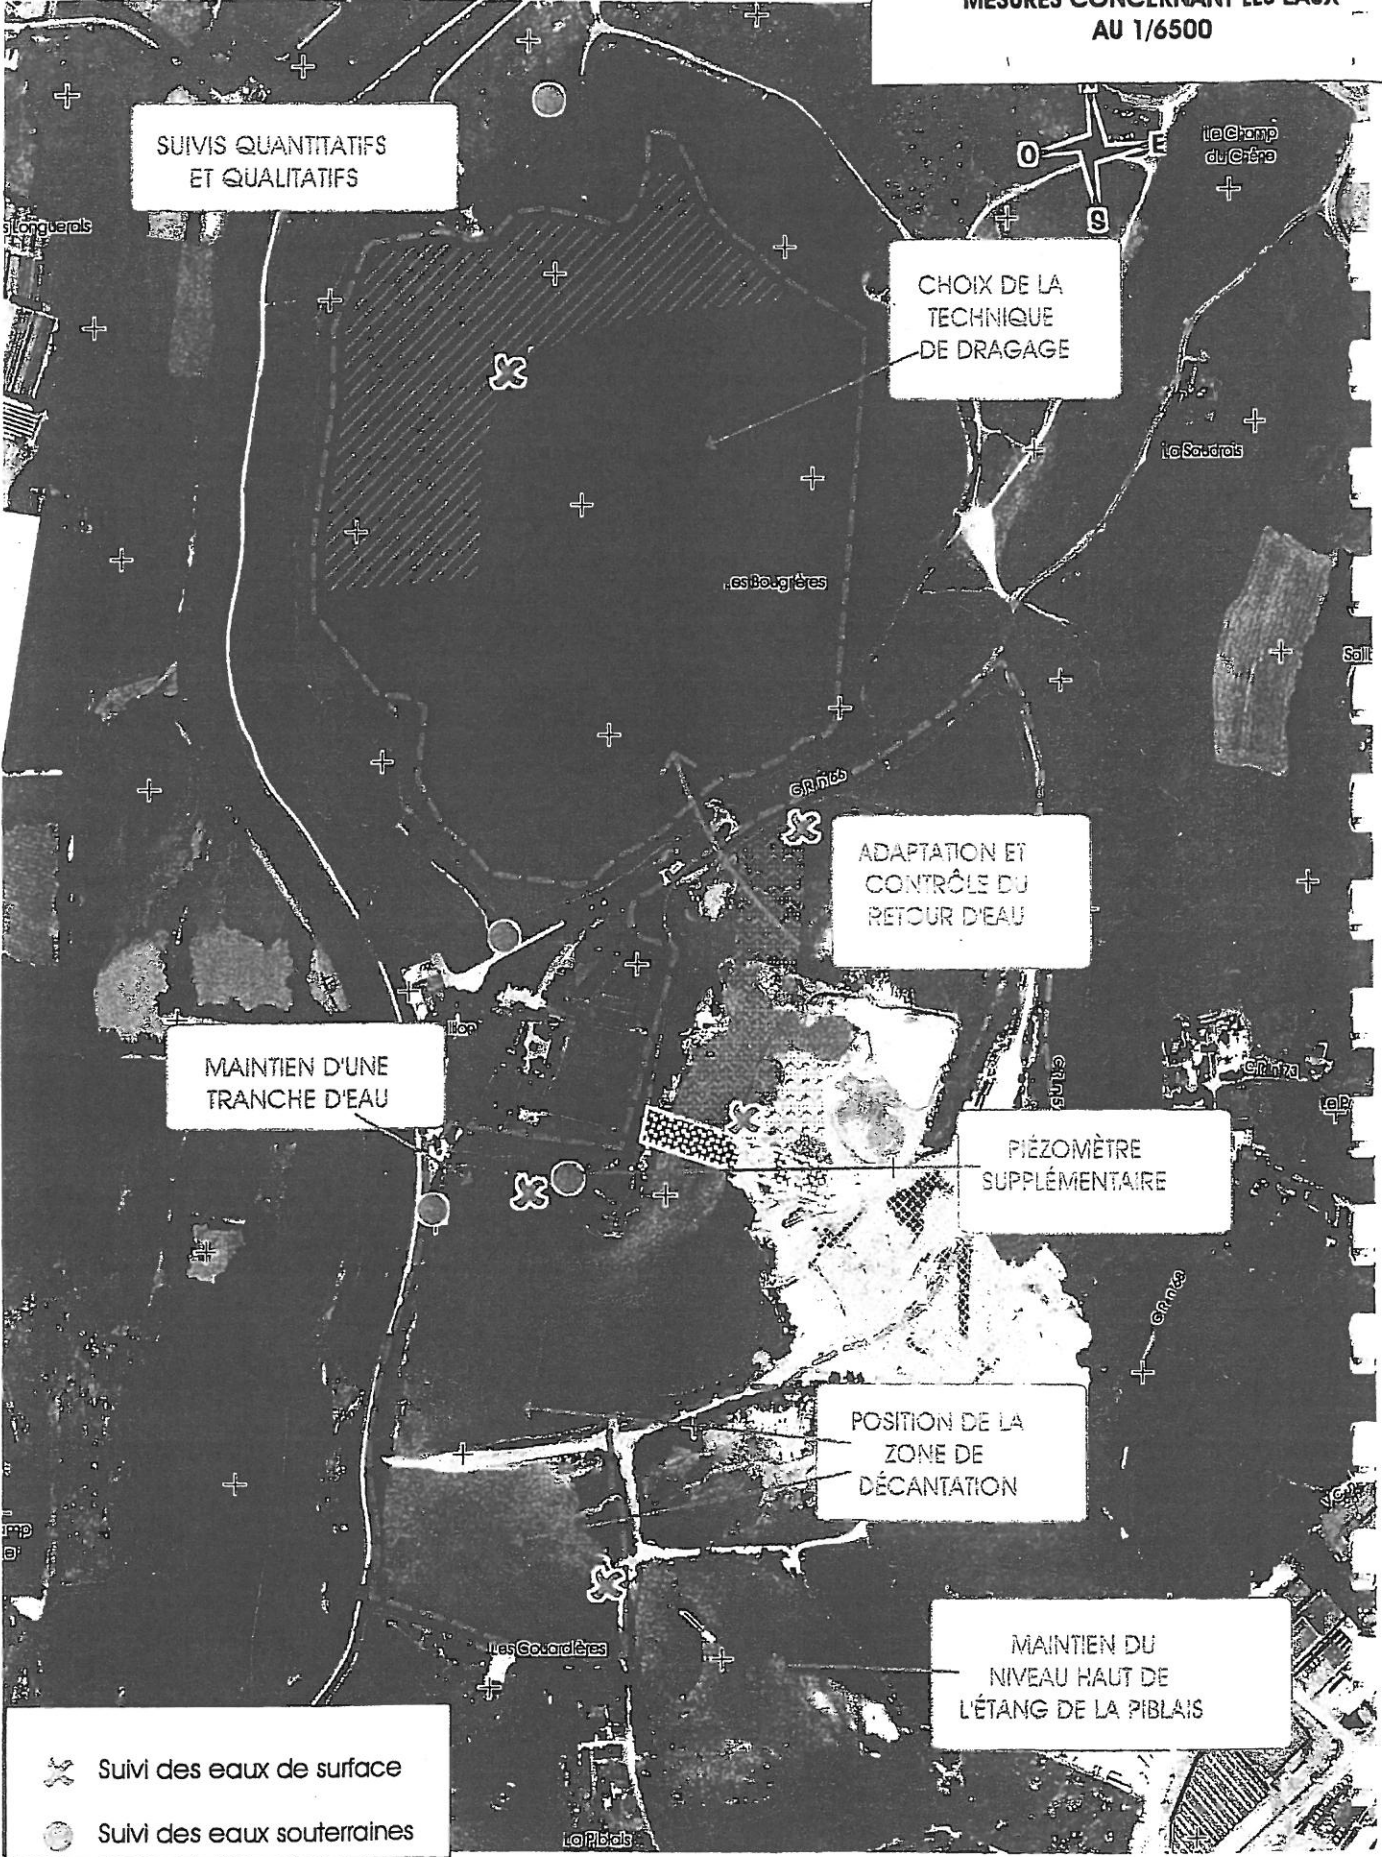 MESURES CONCERNANT LES EAUX
AU 1/6500
SUIVIS QUANTITATIFS
ET QUALITATIFS
O
E
S
Le Champ
du Chêne
s Longuerais
CHOIX DE LA
TECHNIQUE
DE DRAGAGE
La Saudrais
Les Bougrières
C.R. n°66
ADAPTATION ET
CONTRÔLE DU
RETOUR D'EAU
MAINTIEN D'UNE
TRANCHE D'EAU
C.R. n°73
PIÉZOMÈTRE
SUPPLÉMENTAIRE
POSITION DE LA
ZONE DE
DÉCANTATION
Les Gouardières
MAINTIEN DU
NIVEAU HAUT DE
L'ÉTANG DE LA PIBLAIS
Suivi des eaux de surface
Suivi des eaux souterraines
La Piblais